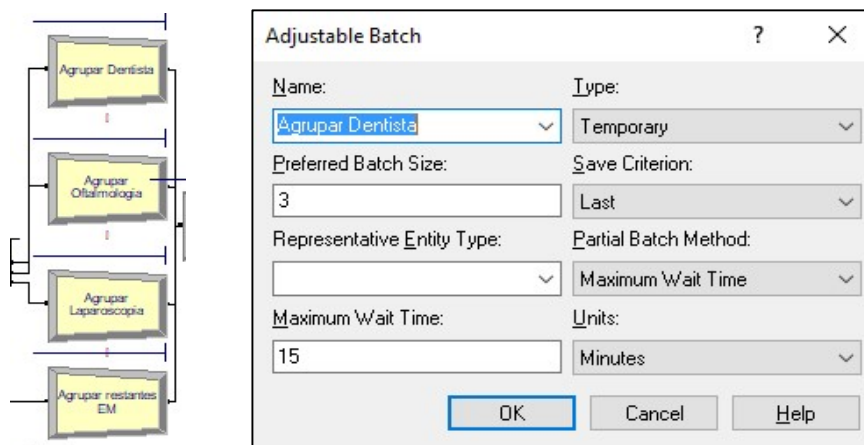 Agrupar Dentista
Agrupar
Oftalmologia
Agrupar
Laparoscopia
Agrupar restantes
EM
Adjustable Batch
?
Name:
Type:
Agrupar Dentista
Temporary
Preferred Batch Size:
Save Criterion:
3
Last
Representative Entity Type:
Partial Batch Method:
Maximum Wait Time
Maximum Wait Time:
Units:
15
Minutes
OK
Cancel
Help